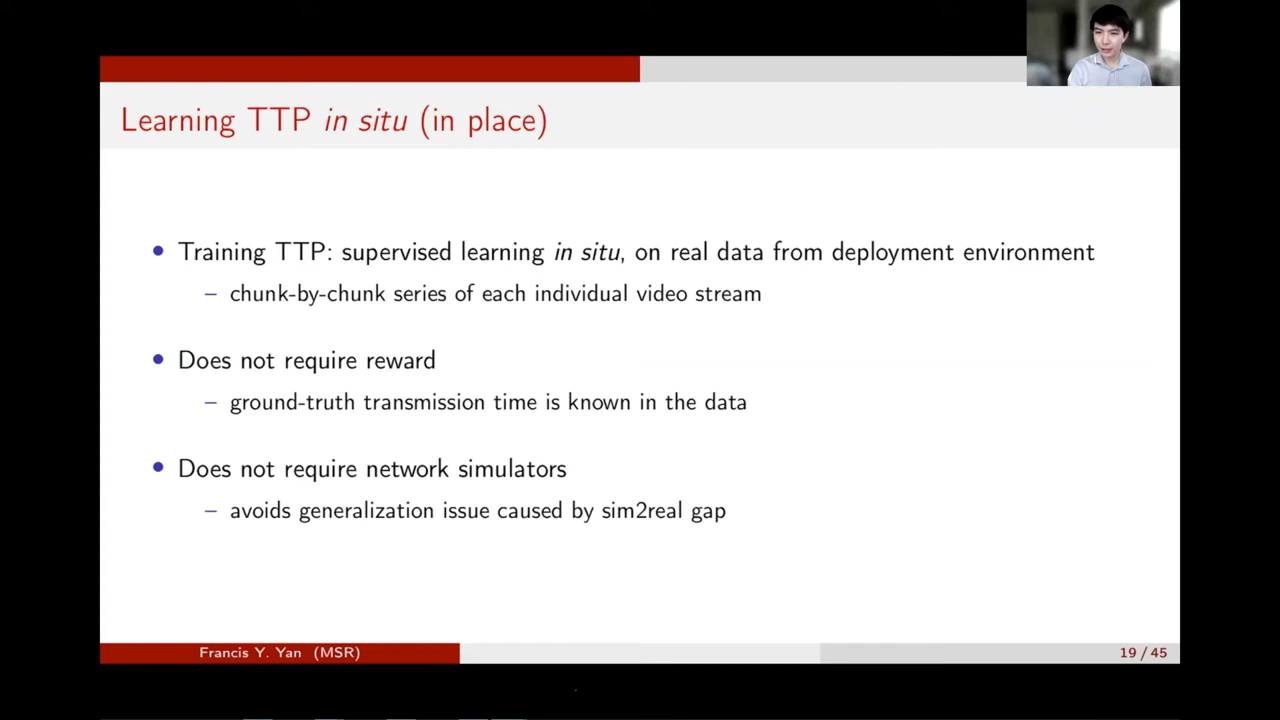 Learning TTP in situ (in place)
• Training TTP: supervised learning in situ, on real data from deployment environment
– chunk-by-chunk series of each individual video stream
• Does not require reward
– ground-truth transmission time is known in the data
• Does not require network simulators
– avoids generalization issue caused by sim2real gap
Francis Y. Yan (MSR)
19 / 45